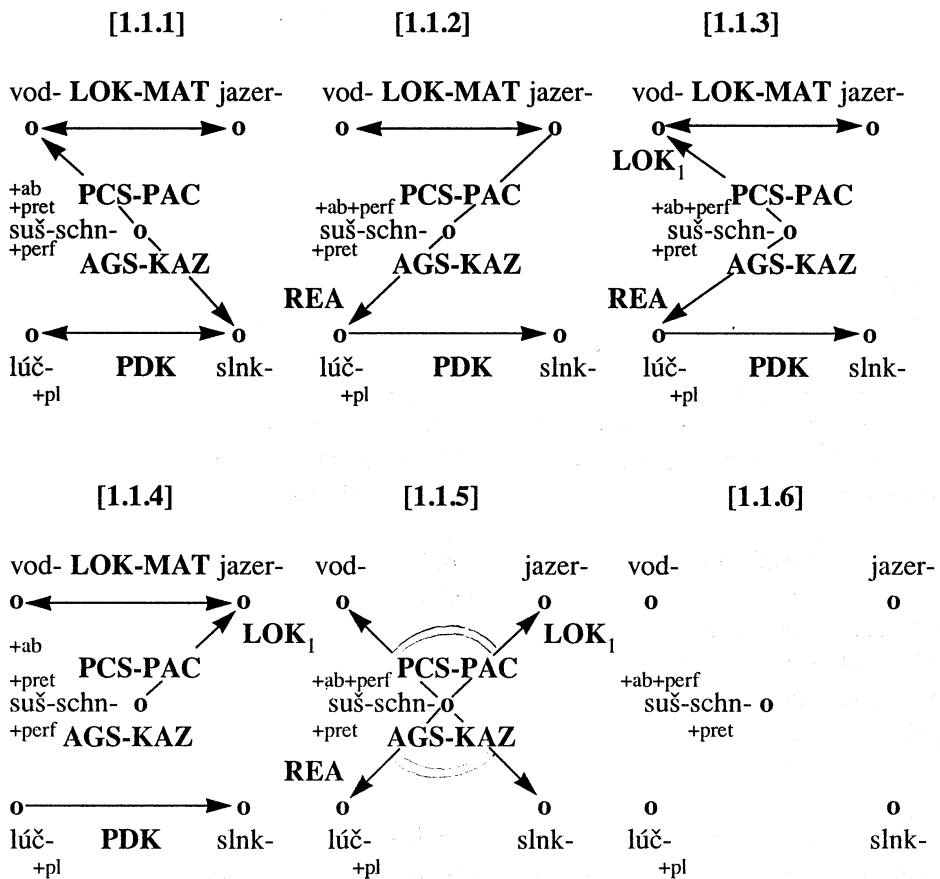 [1.1.1] [1.1.2] [1.1.3]
vod- LOK-MAT jazer- vod- LOK-MAT jazer- vod- LOK-MAT jazer-
o o o o o o
LOK1
+ab PCS-PAC PCS-PAC PCS-PAC
+pret +ab+perf +ab+perf
suš-schn- o suš-schn- o suš-schn- o
+perf +pret +pret
AGS-KAZ AGS-KAZ AGS-KAZ
REA REA
o o o o o o
lúč- PDK slnk- lúč- PDK slnk- lúč- PDK slnk-
+pl +pl +pl
[1.1.4] [1.1.5] [1.1.6]
vod- LOK-MAT jazer- vod- jazer- vod- jazer-
o o o o o o
+ab LOK1 LOK1
PCS-PAC PCS-PAC
+pret +ab+perf +ab+perf
suš-schn- o suš-schn- o suš-schn- o
+perf AGS-KAZ +pret AGS-KAZ +pret
REA
o o o o o o
lúč- PDK slnk- lúč- slnk- lúč- slnk-
+pl +pl +pl